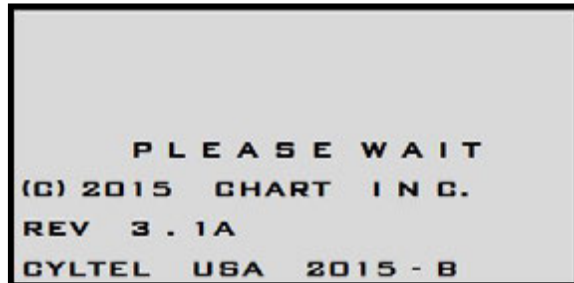 PLEASE WAIT
(C) 2015 CHART INC.
REV 3.1A
CYLTEL USA 2015-B